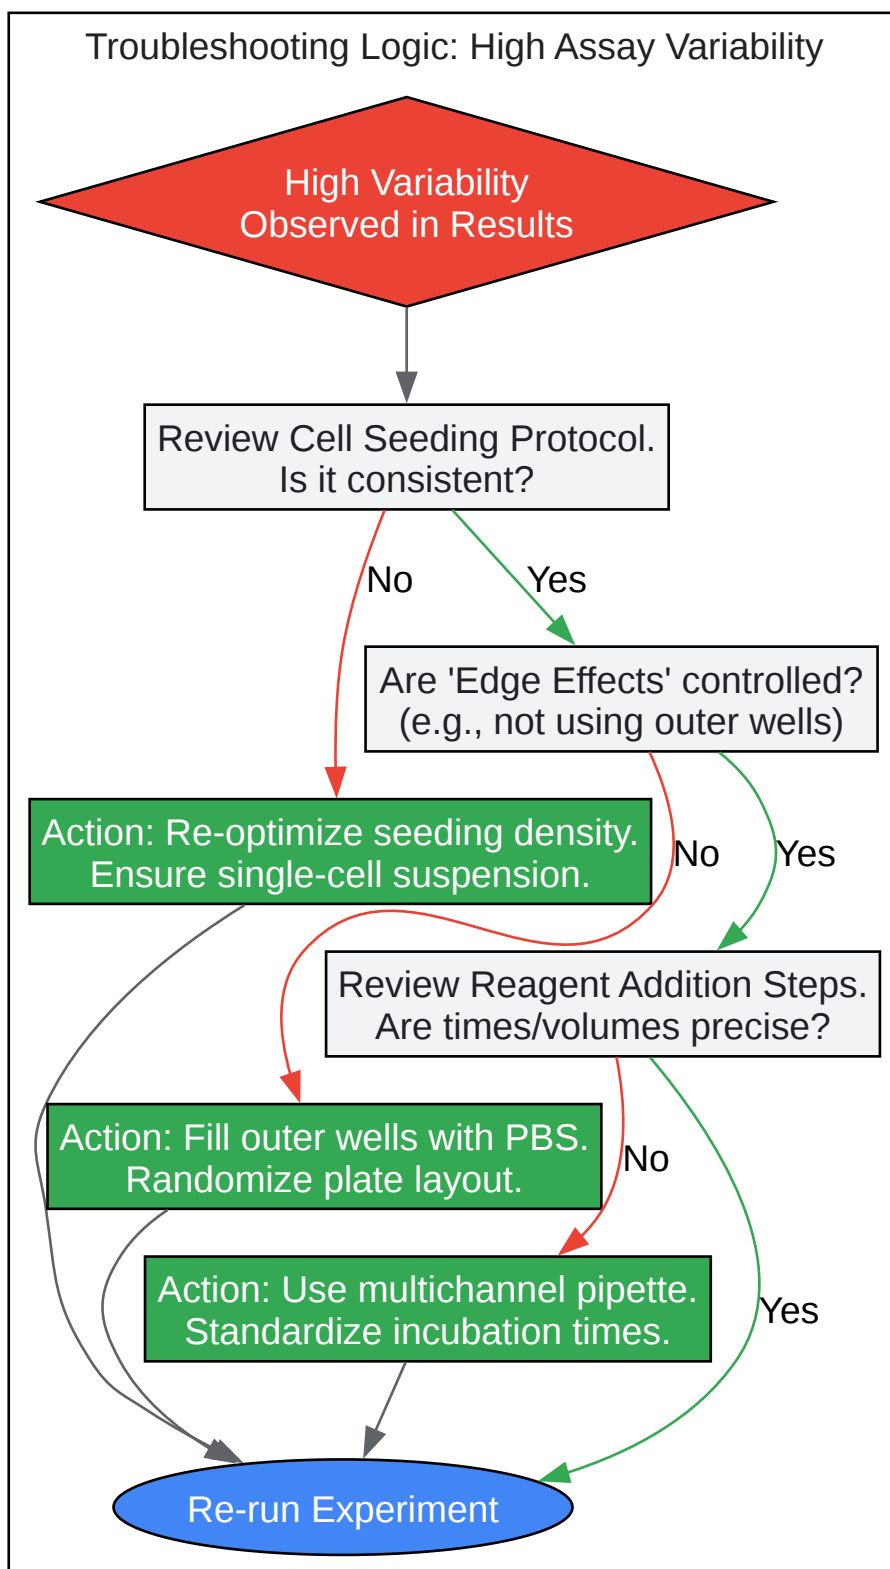 Troubleshooting Logic: High Assay Variability
High Variability
Observed in Results
Review Cell Seeding Protocol.
Is it consistent?
No
Yes
Are 'Edge Effects' controlled?
(e.g., not using outer wells)
Action: Re-optimize seeding density.
Ensure single-cell suspension.
No
Yes
Review Reagent Addition Steps.
Are times/volumes precise?
Action: Fill outer wells with PBS.
Randomize plate layout.
No
Action: Use multichannel pipette.
Standardize incubation times.
Yes
Re-run Experiment